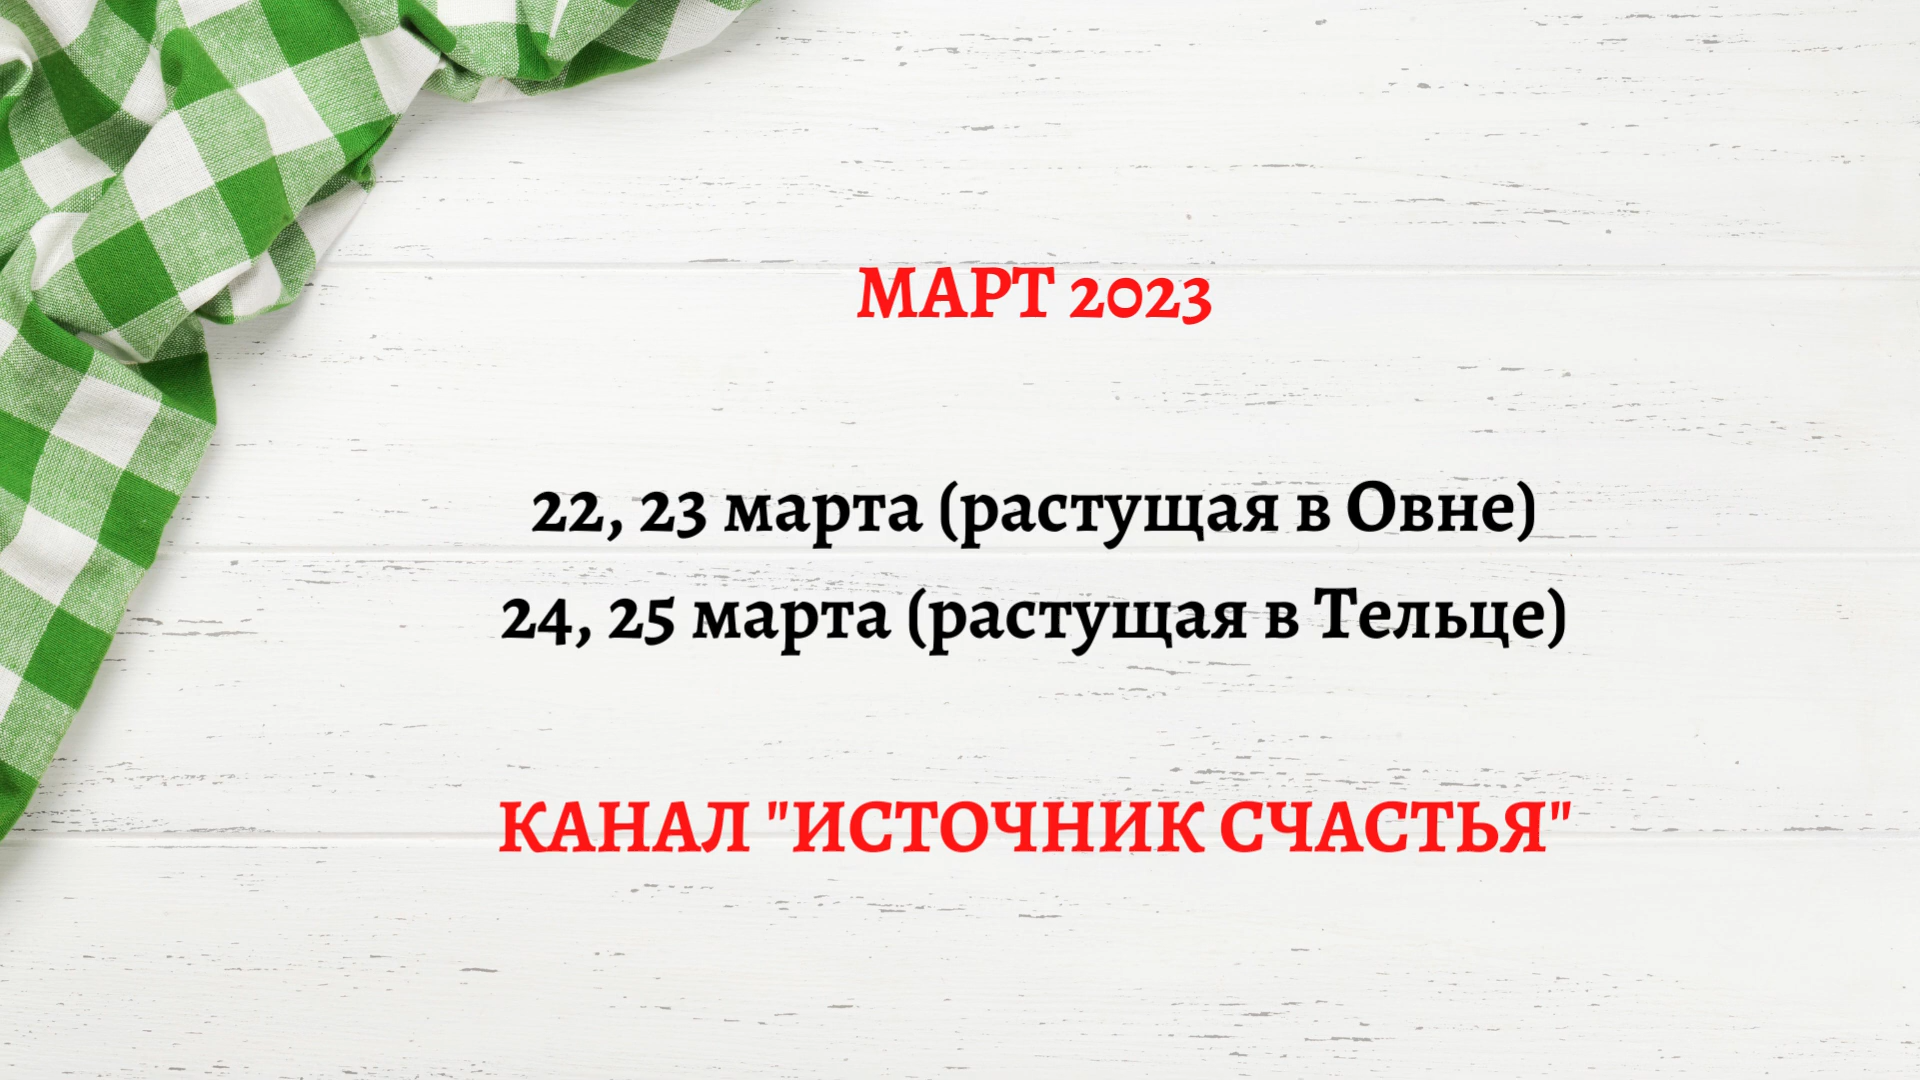 МАРТ 2023
22, 23 марта (растущая в Овне)
24, 25 марта (растущая в Тельце)
КАНАЛ "ИСТОЧНИК СЧАСТЬЯ"